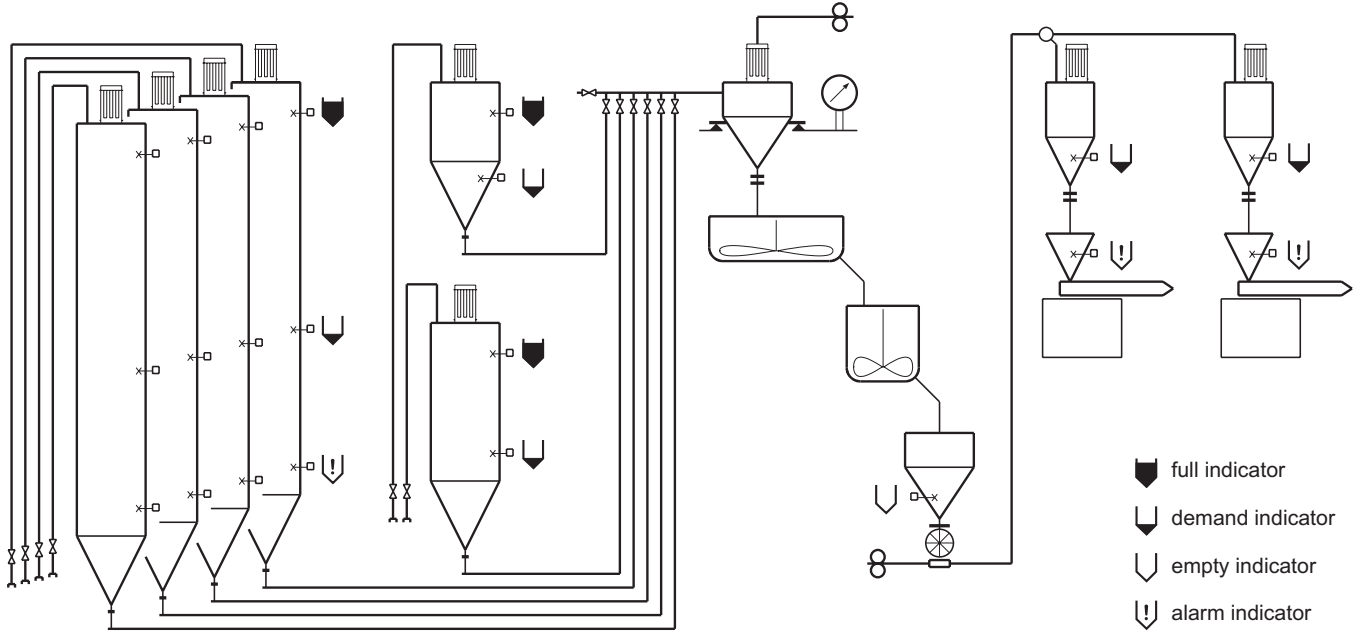 full indicator
demand indicator
empty indicator
! alarm indicator